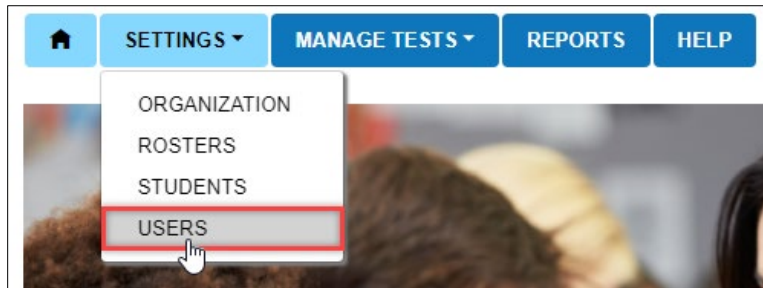 SETTINGS MANAGE TESTS REPORTS HELP
ORGANIZATION
ROSTERS
STUDENTS
USERS